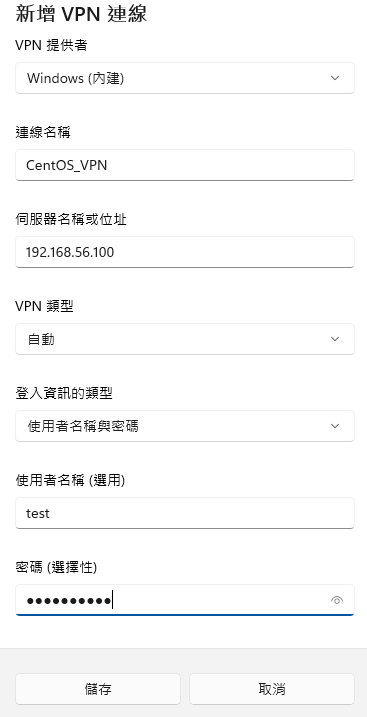 新增 VPN 連線
VPN 提供者
Windows (內建)
連線名稱
CentOS_VPN
伺服器名稱或位址
192.168.56.100
VPN 類型
自動
登入資訊的類型
使用者名稱與密碼
使用者名稱 (選用)
test
密碼 (選擇性)
●●●●●●●●●●
儲存
取消